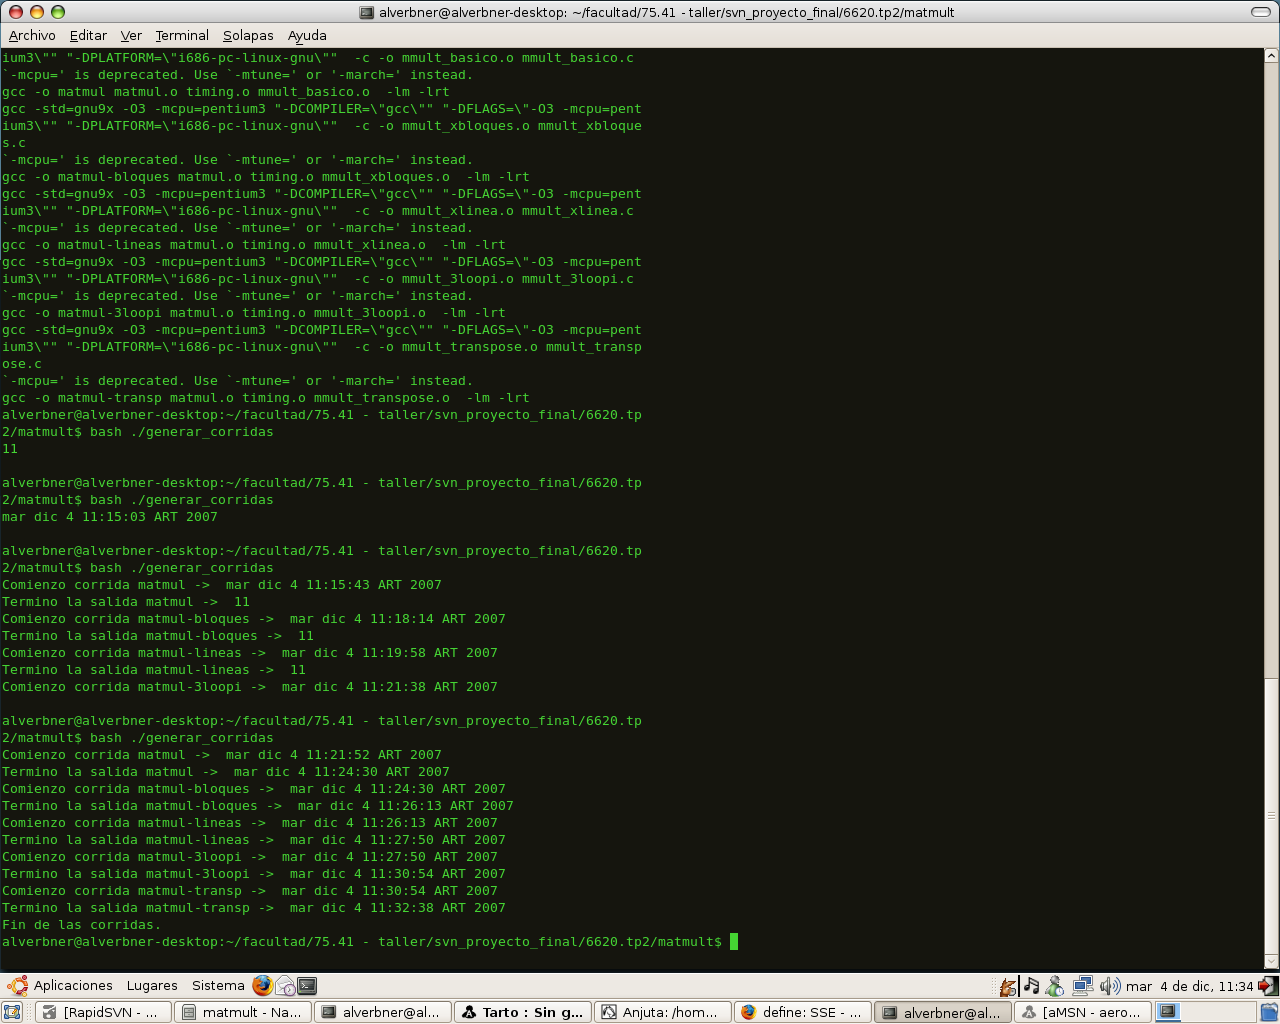 alverbner@alverbner-desktop: ~/facultad/75.41 - taller/svn_proyecto_final/6620.tp2/matmult
Archivo Editar Ver Terminal Solapas Ayuda
ium3\"" "-DPLATFORM=\"i686-pc-linux-gnu\""  -c -o mmult_basico.o mmult_basico.c
`-mcpu=' is deprecated. Use `-mtune=' or '-march=' instead.
gcc -o matmul matmul.o timing.o mmult_basico.o  -lm -lrt
gcc -std=gnu9x -O3 -mcpu=pentium3 "-DCOMPILER=\"gcc\"" "-DFLAGS=\"-O3 -mcpu=pent
ium3\"" "-DPLATFORM=\"i686-pc-linux-gnu\""  -c -o mmult_xbloques.o mmult_xbloque
s.c
`-mcpu=' is deprecated. Use `-mtune=' or '-march=' instead.
gcc -o matmul-bloques matmul.o timing.o mmult_xbloques.o  -lm -lrt
gcc -std=gnu9x -O3 -mcpu=pentium3 "-DCOMPILER=\"gcc\"" "-DFLAGS=\"-O3 -mcpu=pent
ium3\"" "-DPLATFORM=\"i686-pc-linux-gnu\""  -c -o mmult_xlinea.o mmult_xlinea.c
`-mcpu=' is deprecated. Use `-mtune=' or '-march=' instead.
gcc -o matmul-lineas matmul.o timing.o mmult_xlinea.o  -lm -lrt
gcc -std=gnu9x -O3 -mcpu=pentium3 "-DCOMPILER=\"gcc\"" "-DFLAGS=\"-O3 -mcpu=pent
ium3\"" "-DPLATFORM=\"i686-pc-linux-gnu\""  -c -o mmult_3loopi.o mmult_3loopi.c
`-mcpu=' is deprecated. Use `-mtune=' or '-march=' instead.
gcc -o matmul-3loopi matmul.o timing.o mmult_3loopi.o  -lm -lrt
gcc -std=gnu9x -O3 -mcpu=pentium3 "-DCOMPILER=\"gcc\"" "-DFLAGS=\"-O3 -mcpu=pent
ium3\"" "-DPLATFORM=\"i686-pc-linux-gnu\""  -c -o mmult_transpose.o mmult_transp
ose.c
`-mcpu=' is deprecated. Use `-mtune=' or '-march=' instead.
gcc -o matmul-transp matmul.o timing.o mmult_transpose.o  -lm -lrt
alverbner@alverbner-desktop:~/facultad/75.41 - taller/svn_proyecto_final/6620.tp
2/matmult$ bash ./generar_corridas
11
alverbner@alverbner-desktop:~/facultad/75.41 - taller/svn_proyecto_final/6620.tp
2/matmult$ bash ./generar_corridas
mar dic 4 11:15:03 ART 2007
alverbner@alverbner-desktop:~/facultad/75.41 - taller/svn_proyecto_final/6620.tp
2/matmult$ bash ./generar_corridas
Comienzo corrida matmul ->  mar dic 4 11:15:43 ART 2007
Termino la salida matmul ->  11
Comienzo corrida matmul-bloques ->  mar dic 4 11:18:14 ART 2007
Termino la salida matmul-bloques ->  11
Comienzo corrida matmul-lineas ->  mar dic 4 11:19:58 ART 2007
Termino la salida matmul-lineas ->  11
Comienzo corrida matmul-3loopi ->  mar dic 4 11:21:38 ART 2007
alverbner@alverbner-desktop:~/facultad/75.41 - taller/svn_proyecto_final/6620.tp
2/matmult$ bash ./generar_corridas
Comienzo corrida matmul ->  mar dic 4 11:21:52 ART 2007
Termino la salida matmul ->  mar dic 4 11:24:30 ART 2007
Comienzo corrida matmul-bloques ->  mar dic 4 11:24:30 ART 2007
Termino la salida matmul-bloques ->  mar dic 4 11:26:13 ART 2007
Comienzo corrida matmul-lineas ->  mar dic 4 11:26:13 ART 2007
Termino la salida matmul-lineas ->  mar dic 4 11:27:50 ART 2007
Comienzo corrida matmul-3loopi ->  mar dic 4 11:27:50 ART 2007
Termino la salida matmul-3loopi ->  mar dic 4 11:30:54 ART 2007
Comienzo corrida matmul-transp ->  mar dic 4 11:30:54 ART 2007
Termino la salida matmul-transp ->  mar dic 4 11:32:38 ART 2007
Fin de las corridas.
alverbner@alverbner-desktop:~/facultad/75.41 - taller/svn_proyecto_final/6620.tp2/matmult$
Aplicaciones Lugares Sistema mar 4 de dic, 11:34
[RapidSVN - ... matmult - Na... alverbner@al... Tarto : Sin g... Anjuta: /hom... define: SSE - ... alverbner@al... [aMSN - aero...